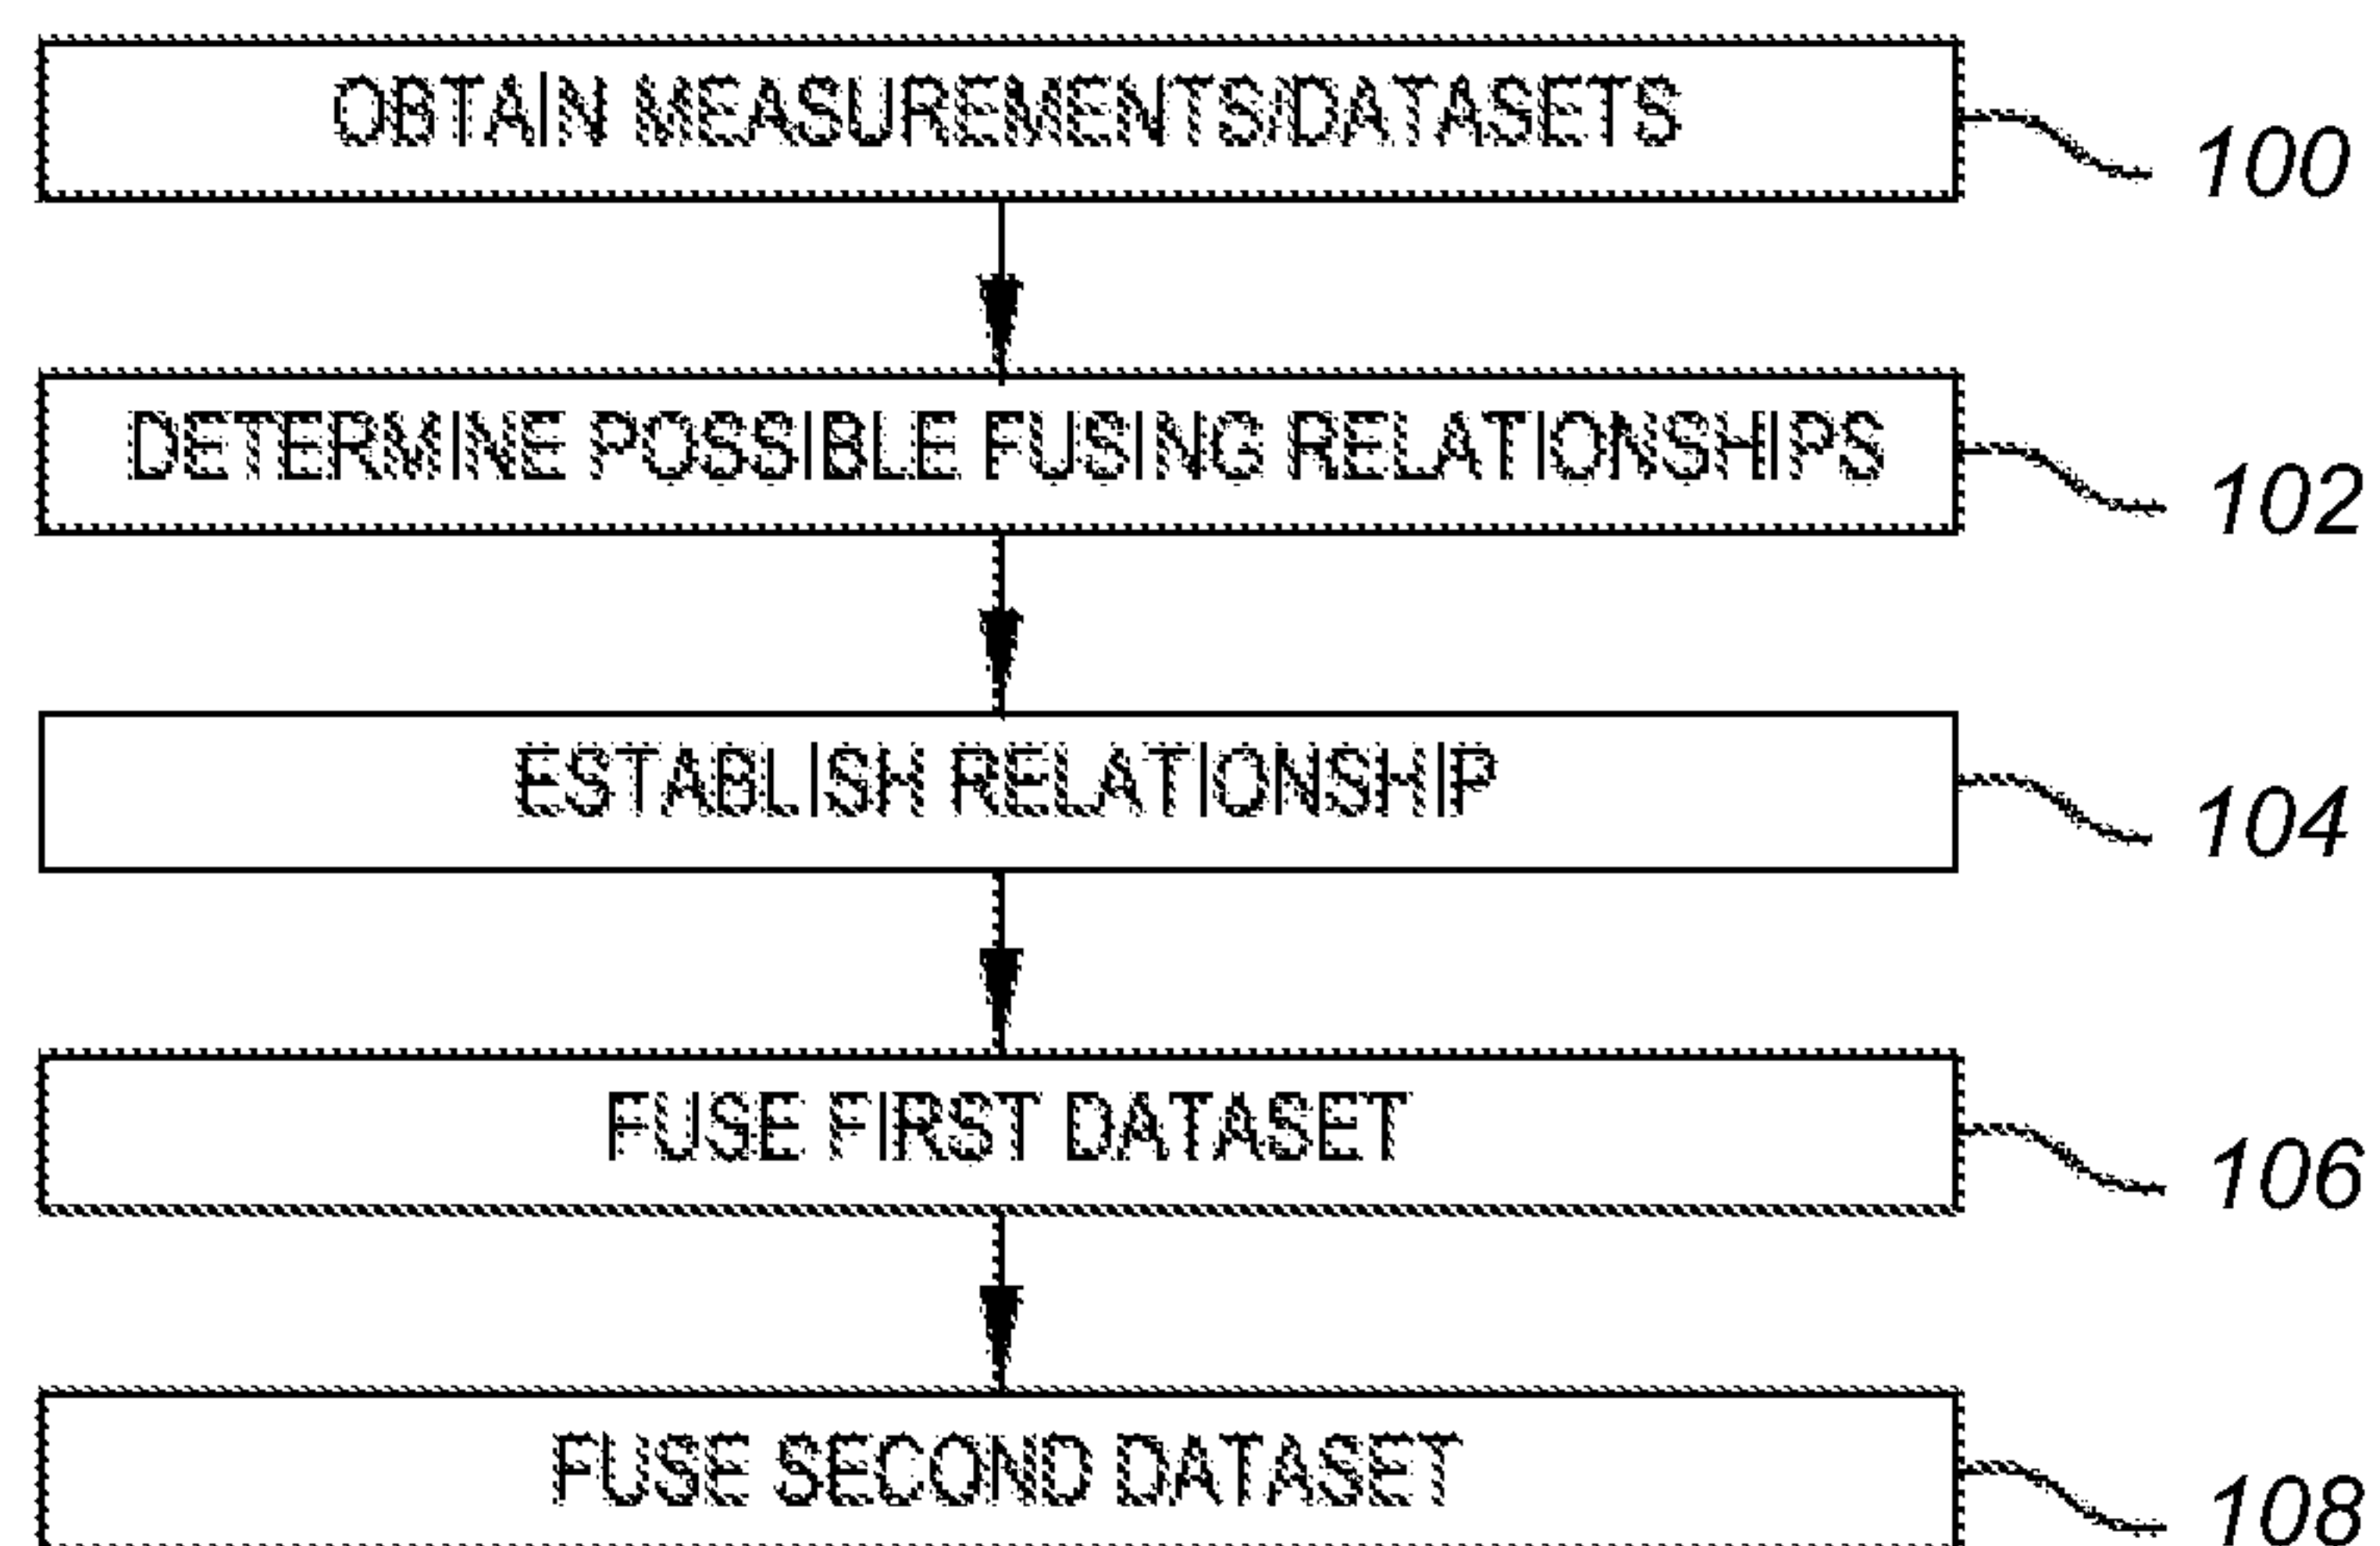 OBTAIN MEASUREMENTS/DATASETS
100
DETERMINE POSSIBLE FUSING RELATIONSHIPS
102
ESTABLISH RELATIONSHIP
104
FUSE FIRST DATASET
106
FUSE SECOND DATASET
108